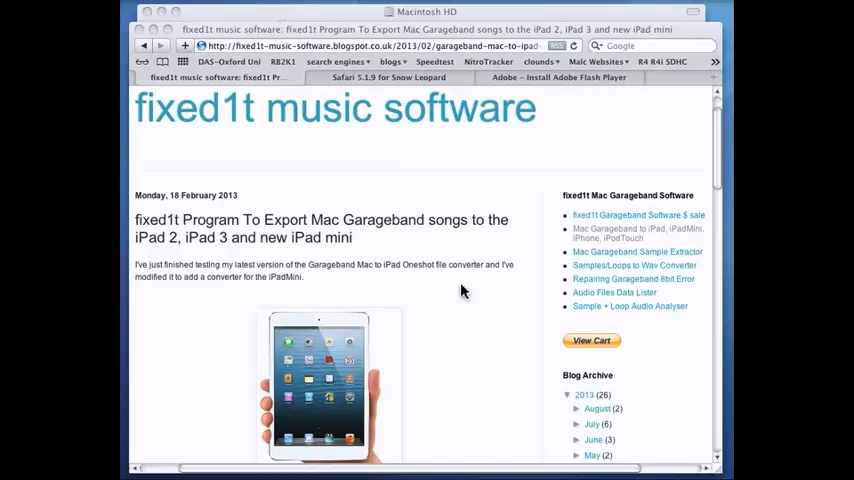 Macintosh HD
fixed1t music software: fixed1t Program To Export Mac Garageband songs to the iPad 2, iPad 3 and new iPad mini
http://fixed1t-music-software.blogspot.co.uk/2013/02/garageband-mac-to-ipad- RSS Google
DAS-Oxford Uni RB2K1 search engines blogs Speedtest NitroTracker clounds Malc Websites R4 R4i SDHC
fixed1t music software: fixed1t Pr... Safari 5.1.9 for Snow Leopard Adobe - Install Adobe Flash Player
fixed1t music software
Monday, 18 February 2013
fixed1t Program To Export Mac Garageband songs to the
iPad 2, iPad 3 and new iPad mini
I've just finished testing my latest version of the Garageband Mac to iPad Oneshot file converter and I've
modified it to add a converter for the iPadMini.
fixed1t Mac Garageband Software
fixed1t Garageband Software $ sale
Mac Garageband to iPad, iPadMini,
iPhone, iPodTouch
Mac Garageband Sample Extractor
Samples/Loops to Wav Converter
Repairing Garageband 8bit Error
Audio Files Data Lister
Sample + Loop Audio Analyser
View Cart
Blog Archive
▼ 2013 (26)
► August (2)
► July (6)
► June (3)
► May (2)